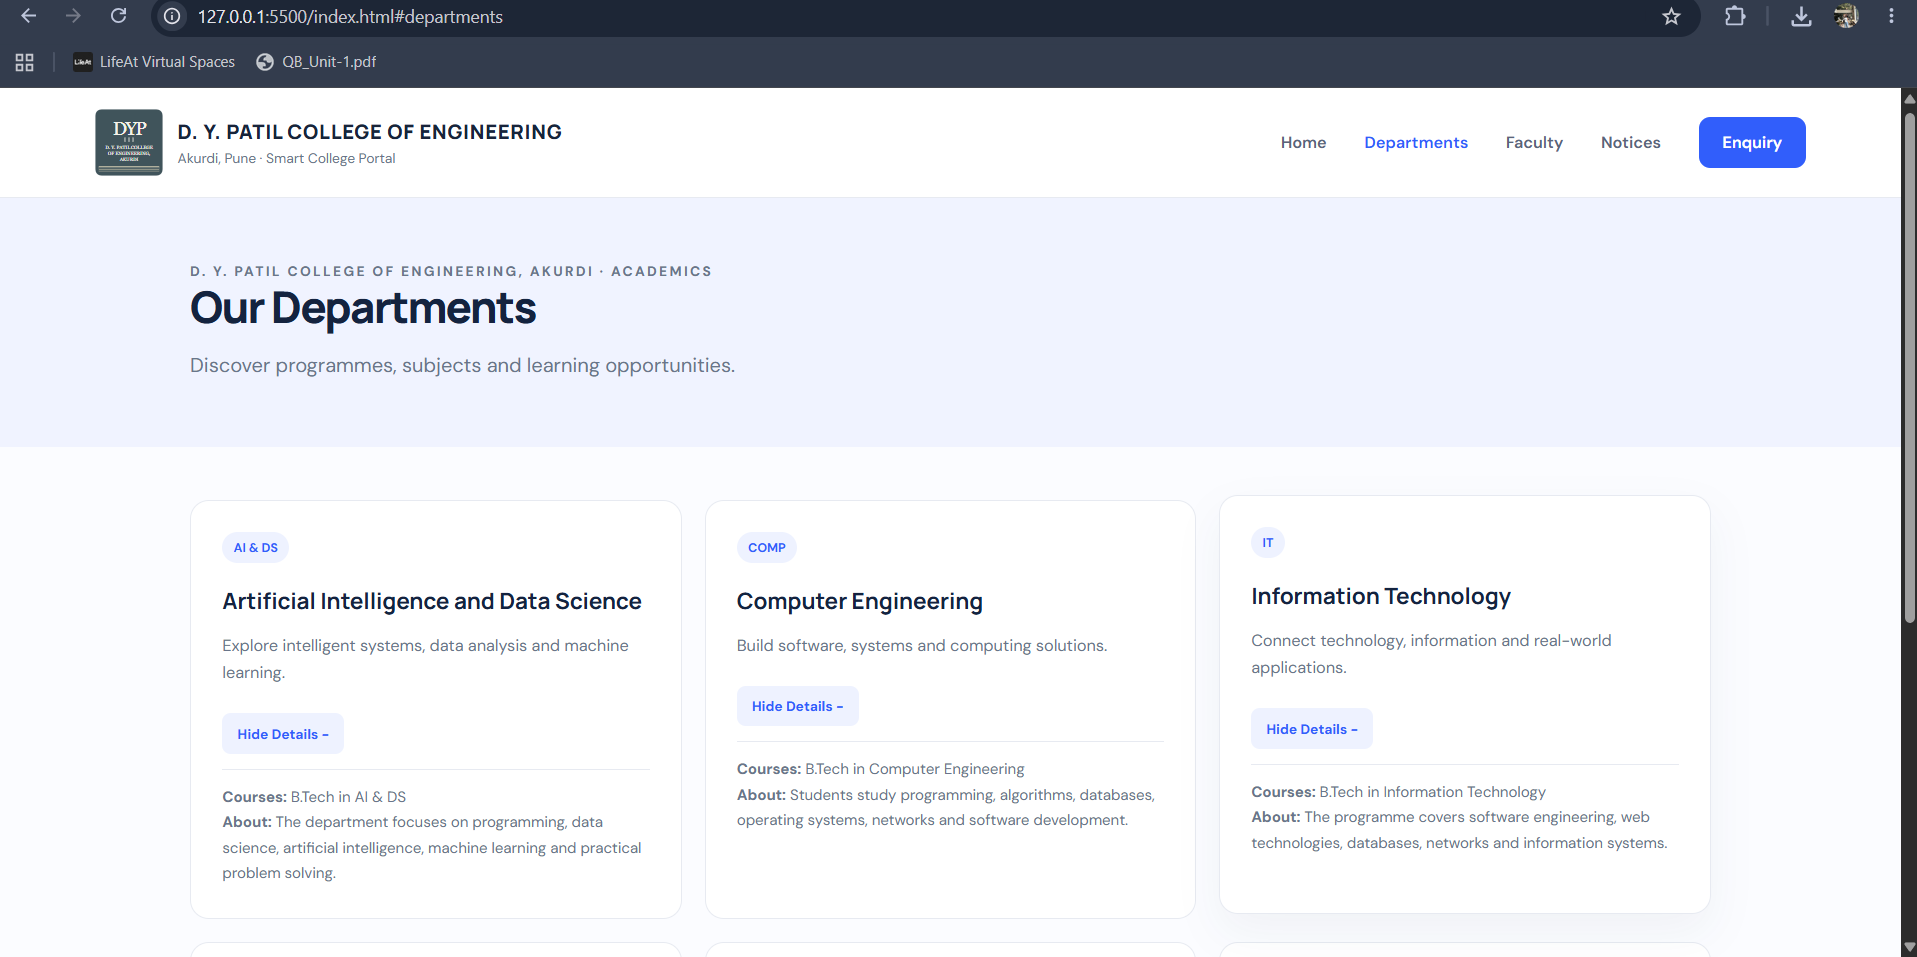 127.0.0.1:5500/index.html#departments
LifeAt
LifeAt Virtual Spaces
QB_Unit-1.pdf
DYP
D. Y. PATIL COLLEGE
OF ENGINEERING,
AKURDI
D. Y. PATIL COLLEGE OF ENGINEERING
Akurdi, Pune · Smart College Portal
Home
Departments
Faculty
Notices
Enquiry
D. Y. PATIL COLLEGE OF ENGINEERING, AKURDI · ACADEMICS
Our Departments
Discover programmes, subjects and learning opportunities.
AI & DS
Artificial Intelligence and Data Science
Explore intelligent systems, data analysis and machine
learning.
Hide Details −
Courses: B.Tech in AI & DS
About: The department focuses on programming, data
science, artificial intelligence, machine learning and practical
problem solving.
COMP
Computer Engineering
Build software, systems and computing solutions.
Hide Details −
Courses: B.Tech in Computer Engineering
About: Students study programming, algorithms, databases,
operating systems, networks and software development.
IT
Information Technology
Connect technology, information and real-world
applications.
Hide Details −
Courses: B.Tech in Information Technology
About: The programme covers software engineering, web
technologies, databases, networks and information systems.